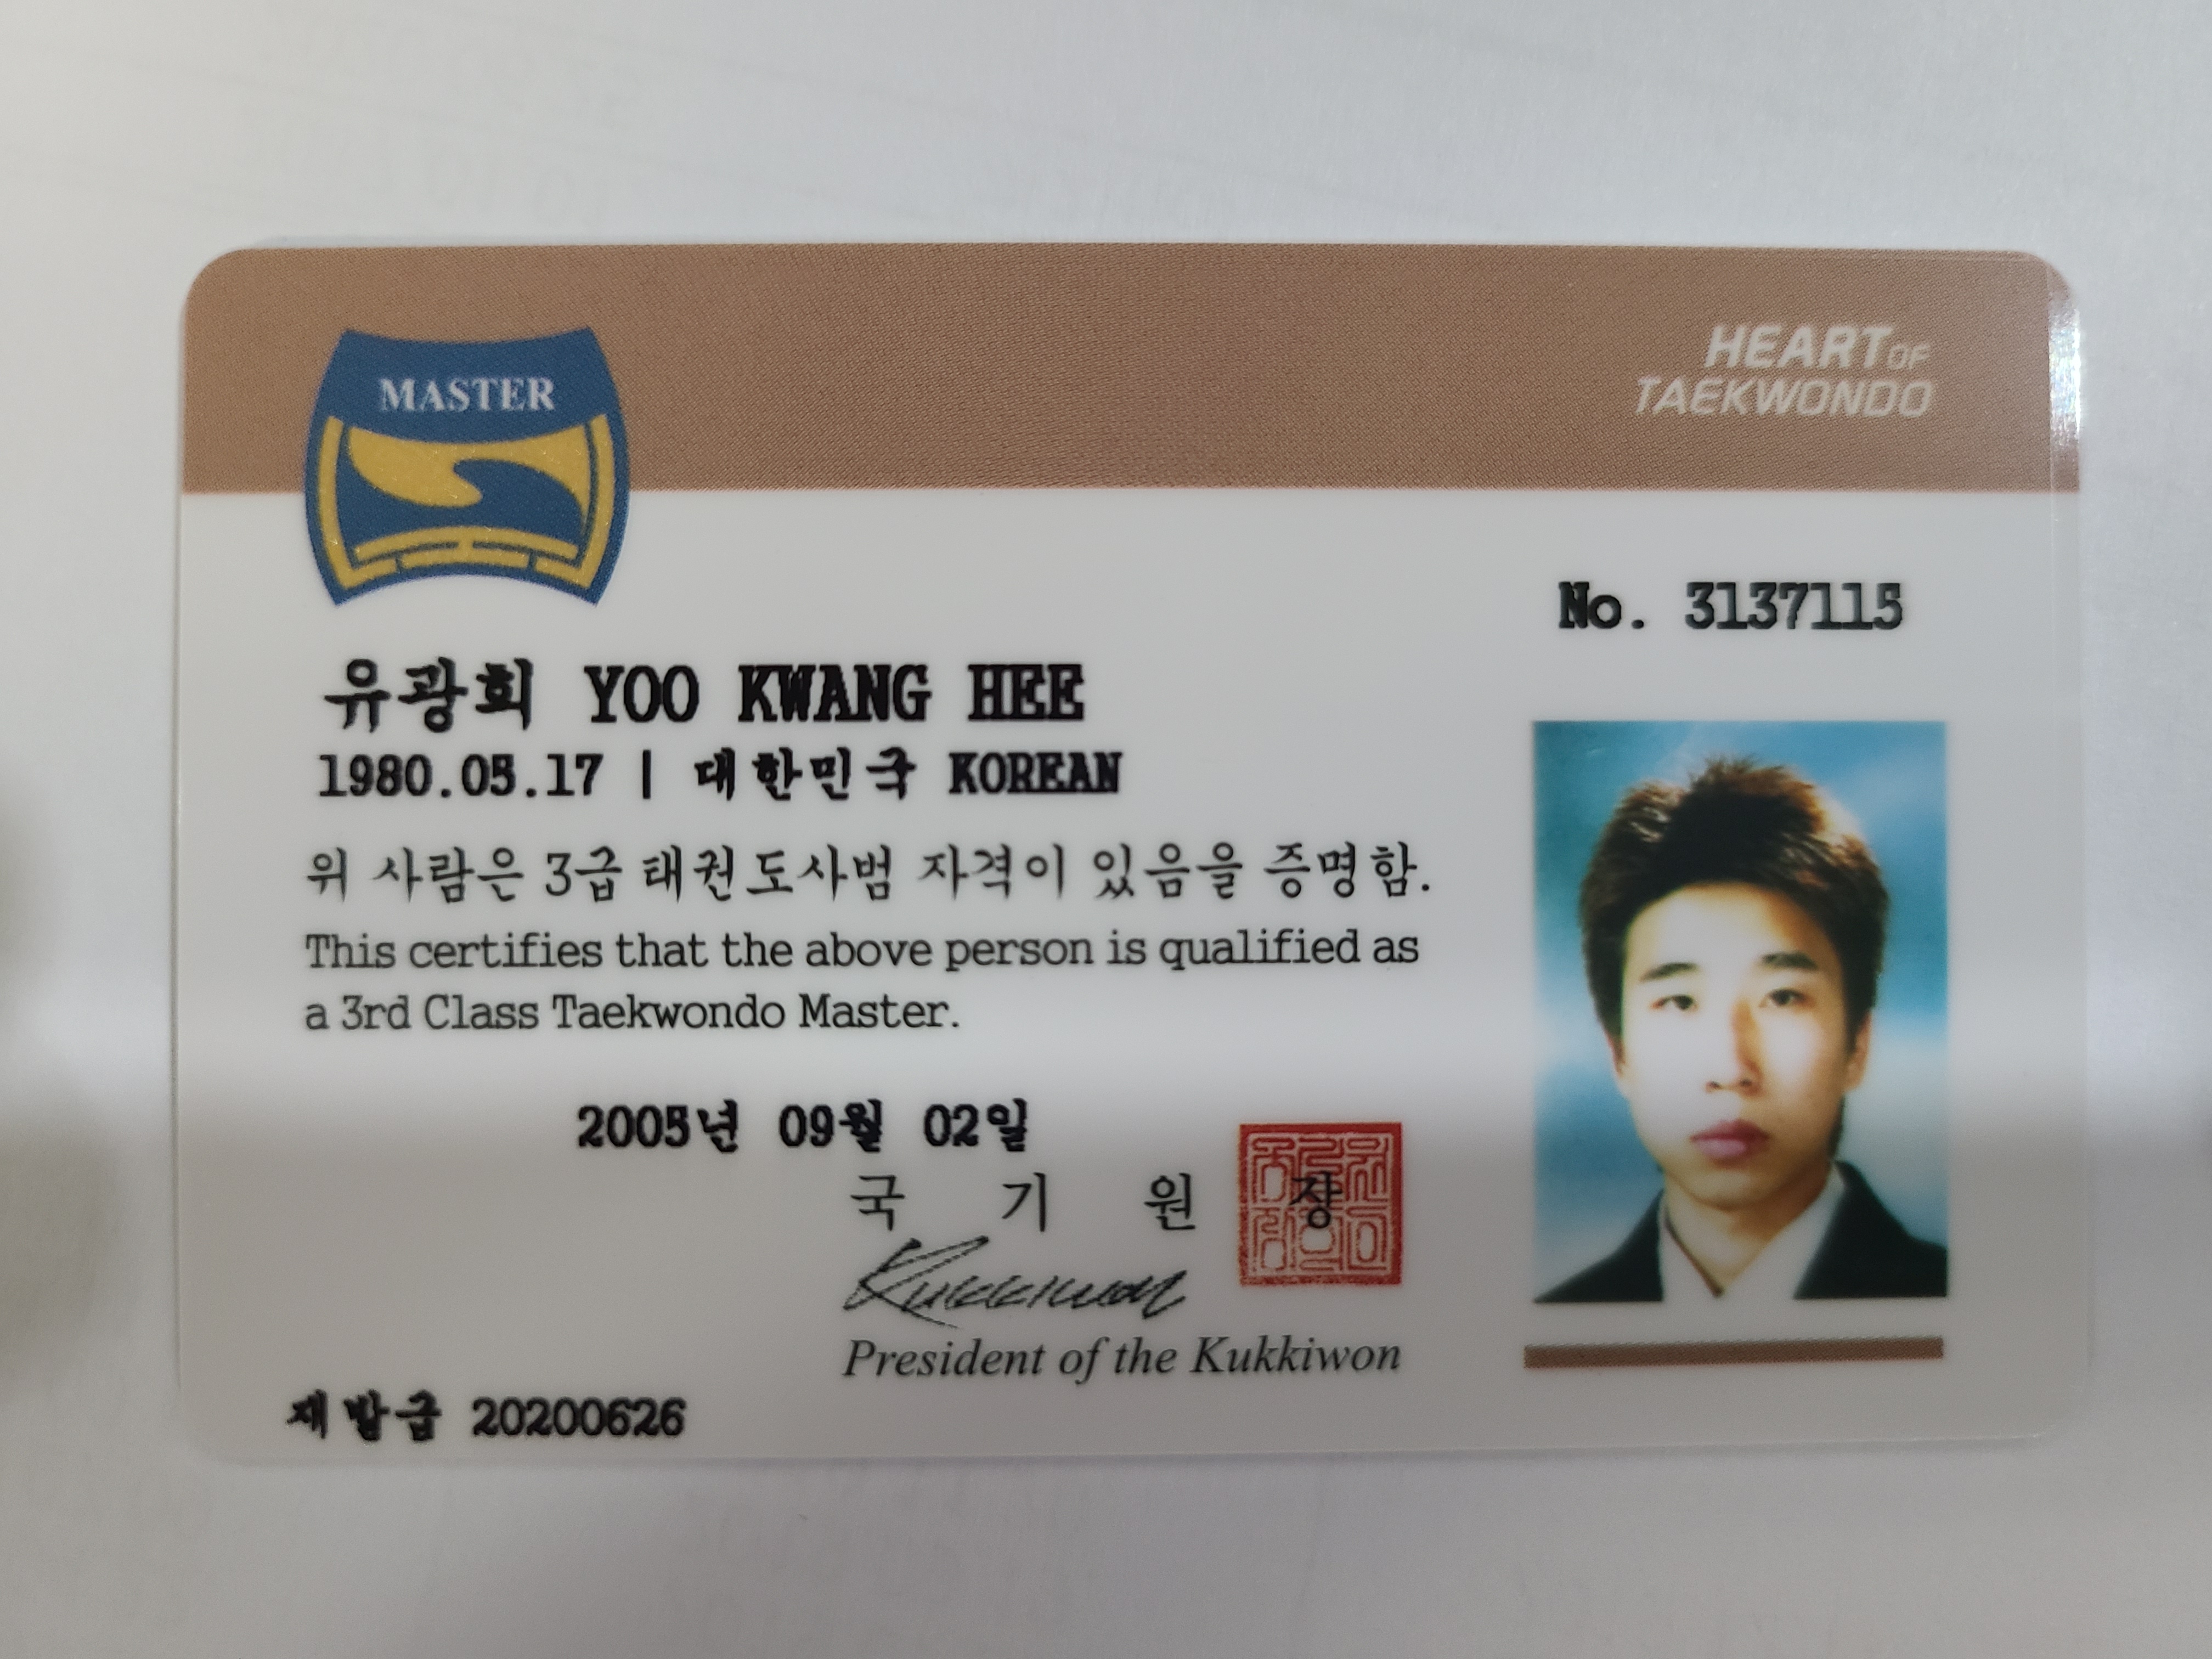 MASTER
HEART OF
TAEKWONDO
No. 3137115
유광희 YOO KWANG HEE
1980.05.17 | 대한민국 KOREAN
위 사람은 3급 태권도사범 자격이 있음을 증명함.
This certifies that the above person is qualified as
a 3rd Class Taekwondo Master.
2005년 09월 02일
국 기 원 장
Kukkiwon
President of the Kukkiwon
재발급 20200626